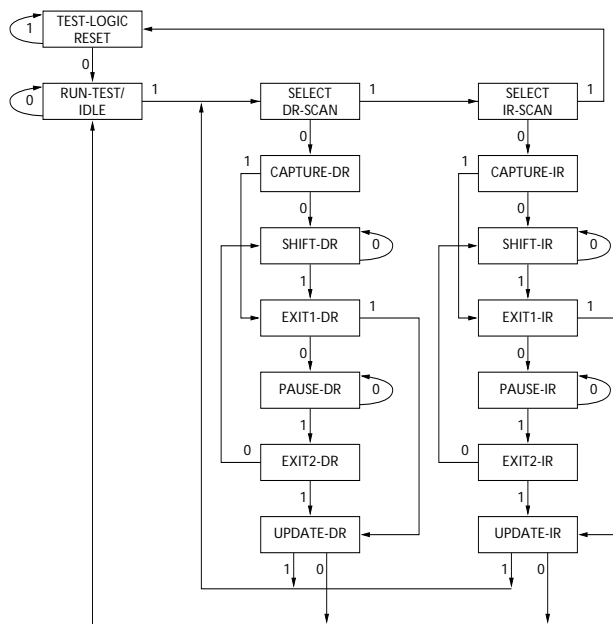 TEST-LOGIC
RESET
1
0
RUN-TEST/
IDLE
0
1
SELECT
DR-SCAN
1
SELECT
IR-SCAN
1
0
0
CAPTURE-DR
1
CAPTURE-IR
1
0
0
SHIFT-DR
0
SHIFT-IR
0
1
1
EXIT1-DR
1
EXIT1-IR
1
0
0
PAUSE-DR
0
PAUSE-IR
0
1
1
EXIT2-DR
0
EXIT2-IR
0
1
1
UPDATE-DR
UPDATE-IR
1
0
1
0